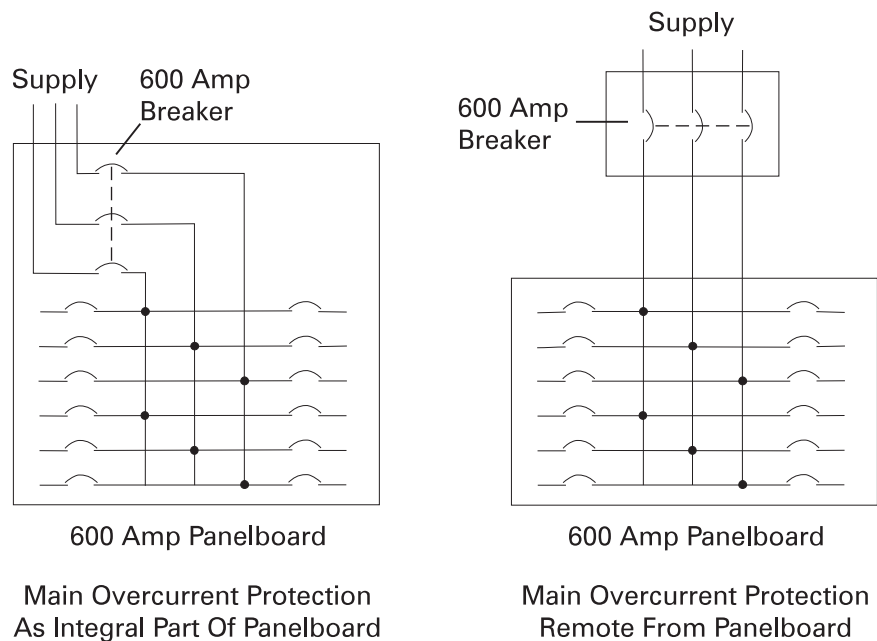 Supply
600 Amp
Breaker
600 Amp Panelboard
Main Overcurrent Protection
As Integral Part Of Panelboard
Supply
600 Amp
Breaker
600 Amp Panelboard
Main Overcurrent Protection
Remote From Panelboard